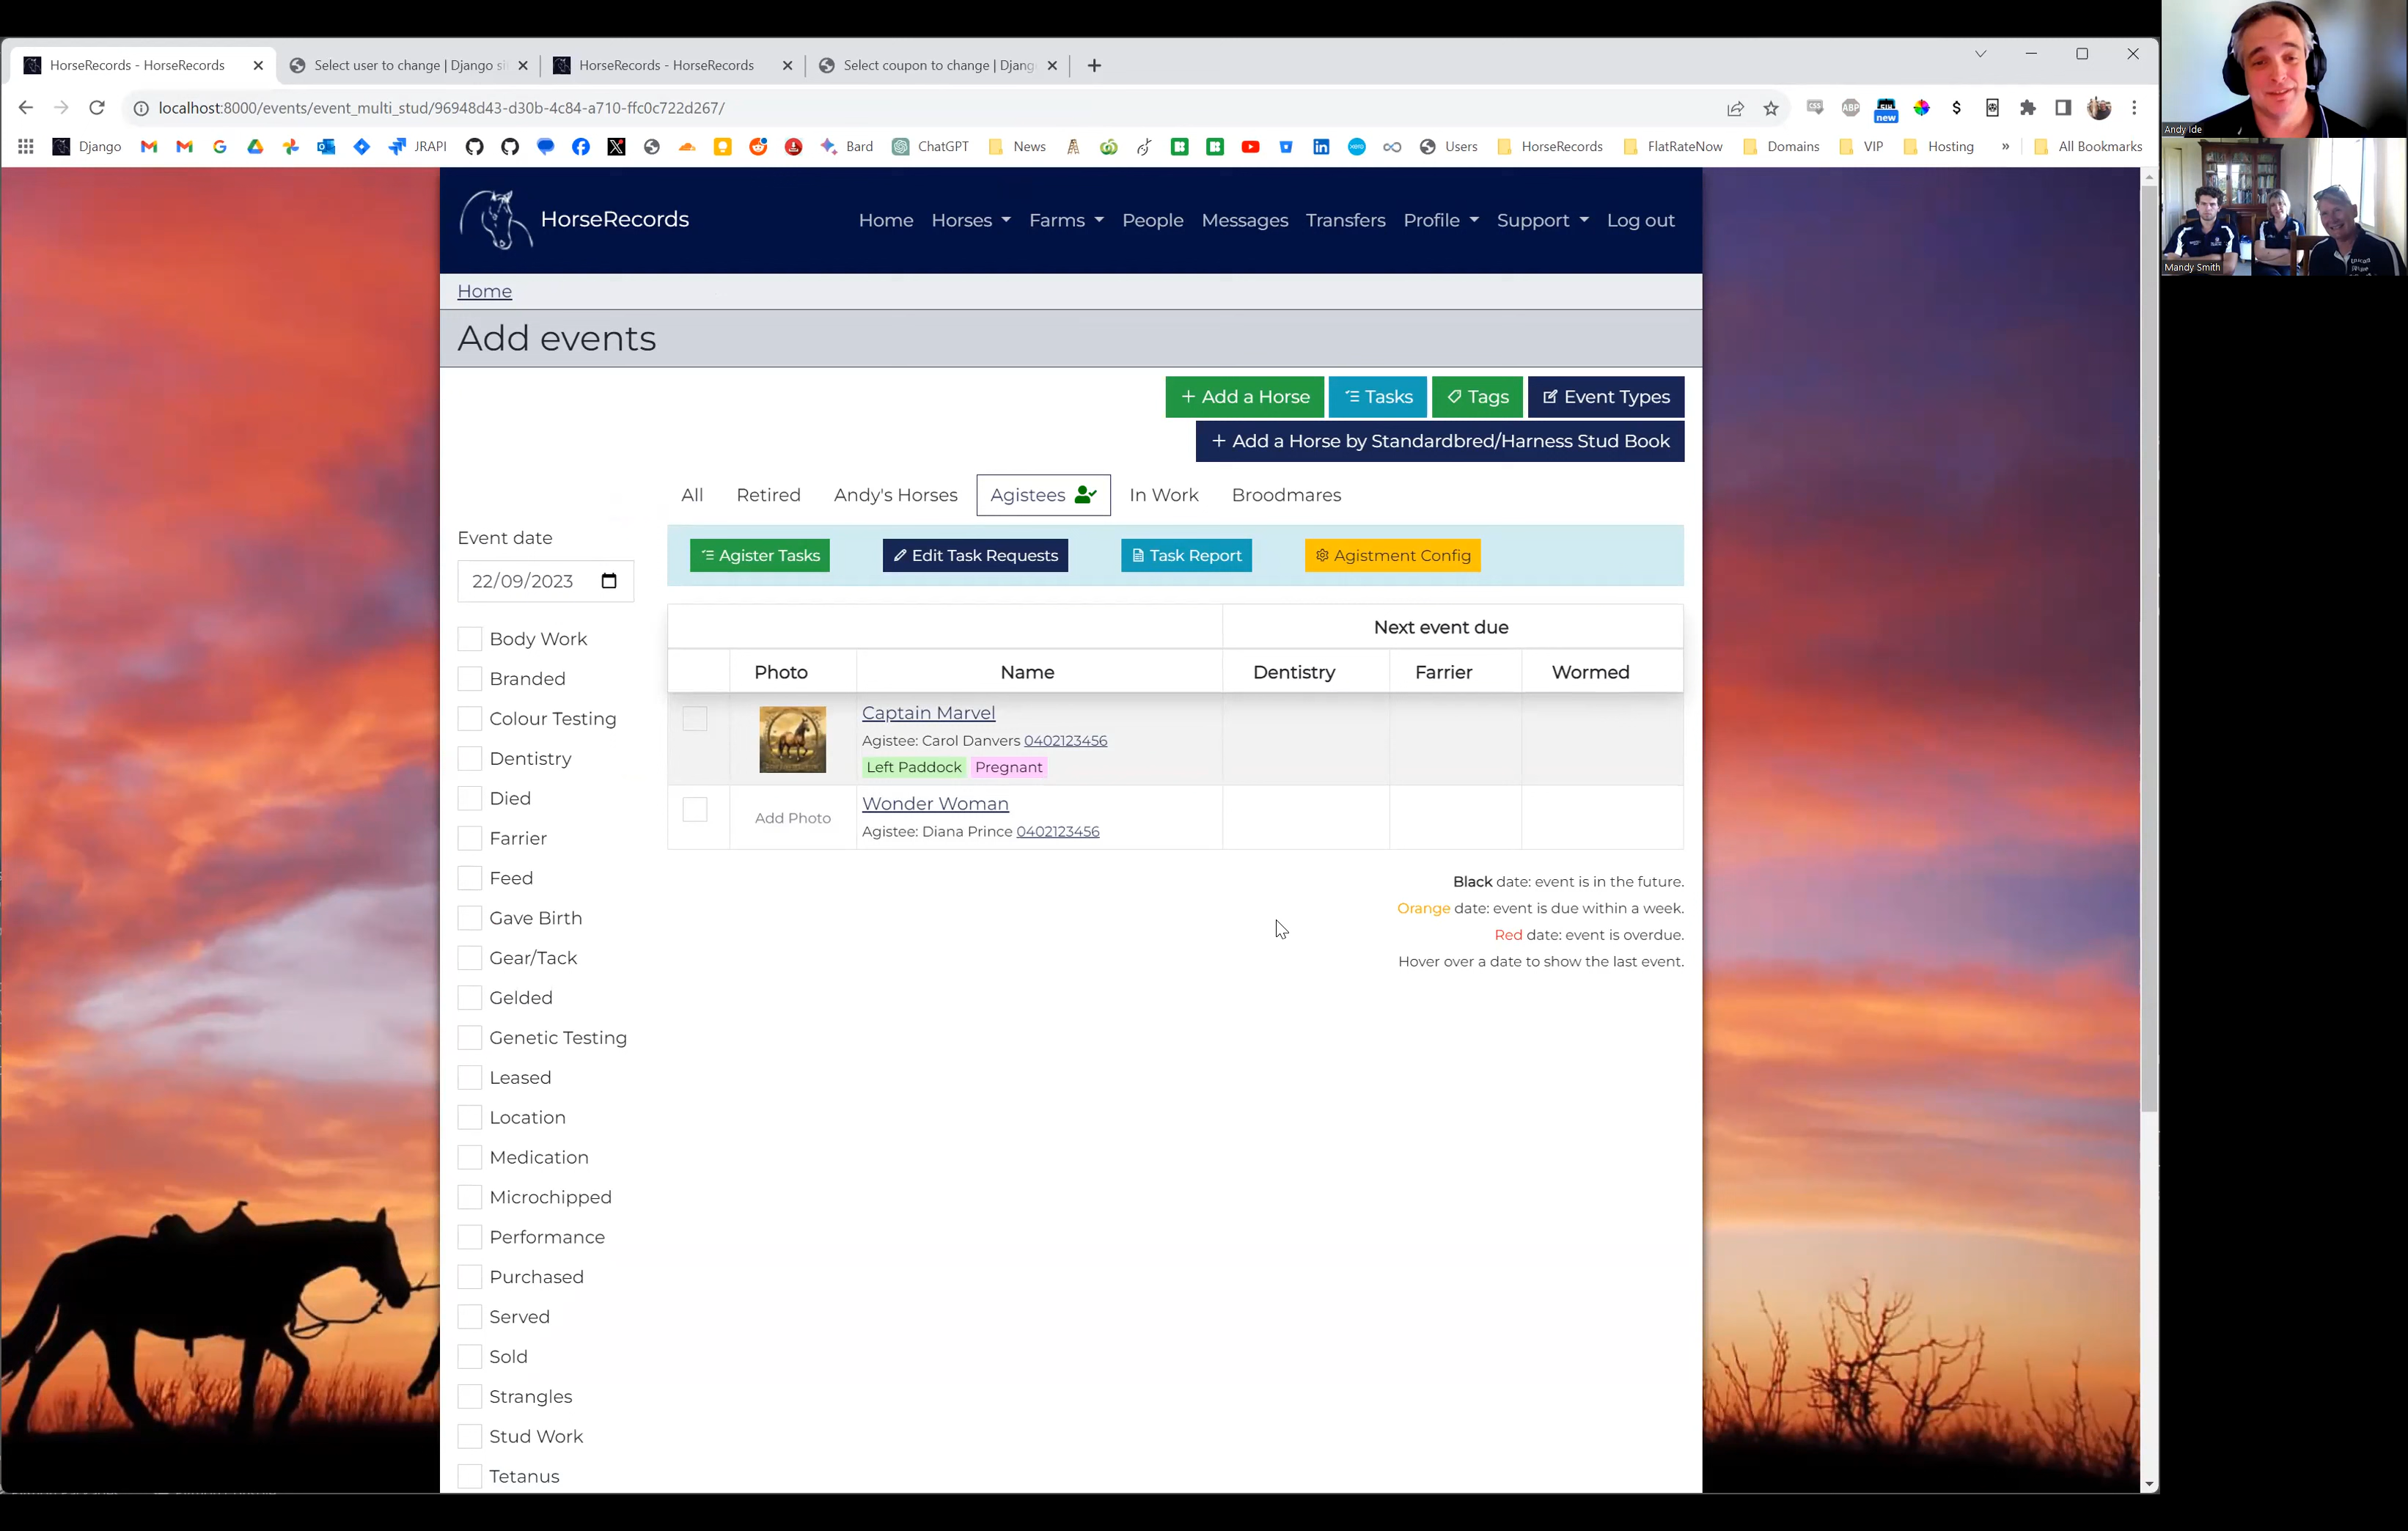 HorseRecords - HorseRecords
Select user to change | Django si
HorseRecords - HorseRecords
Select coupon to change | Djang
localhost:8000/events/event_multi_stud/96948d43-d30b-4c84-a710-ffc0c722d267/
ABP
new
Django
JRAPI
Bard
ChatGPT
News
Users
HorseRecords
FlatRateNow
Domains
VIP
Hosting
»
All Bookmarks
Andy Ide
Mandy Smith
HorseRecords
Home Horses Farms People Messages Transfers Profile Support Log out
Home
Add events
+ Add a Horse
Tasks
Tags
Event Types
+ Add a Horse by Standardbred/Harness Stud Book
All Retired Andy's Horses Agistees In Work Broodmares
Agister Tasks
Edit Task Requests
Task Report
Agistment Config
Event date
22/09/2023
Body Work
Branded
Colour Testing
Dentistry
Died
Farrier
Feed
Gave Birth
Gear/Tack
Gelded
Genetic Testing
Leased
Location
Medication
Microchipped
Performance
Purchased
Served
Sold
Strangles
Stud Work
Tetanus
Next event due
Photo Name Dentistry Farrier Wormed
Captain Marvel
Agistee: Carol Danvers 0402123456
Left Paddock Pregnant
Add Photo
Wonder Woman
Agistee: Diana Prince 0402123456
Black date: event is in the future.
Orange date: event is due within a week.
Red date: event is overdue.
Hover over a date to show the last event.